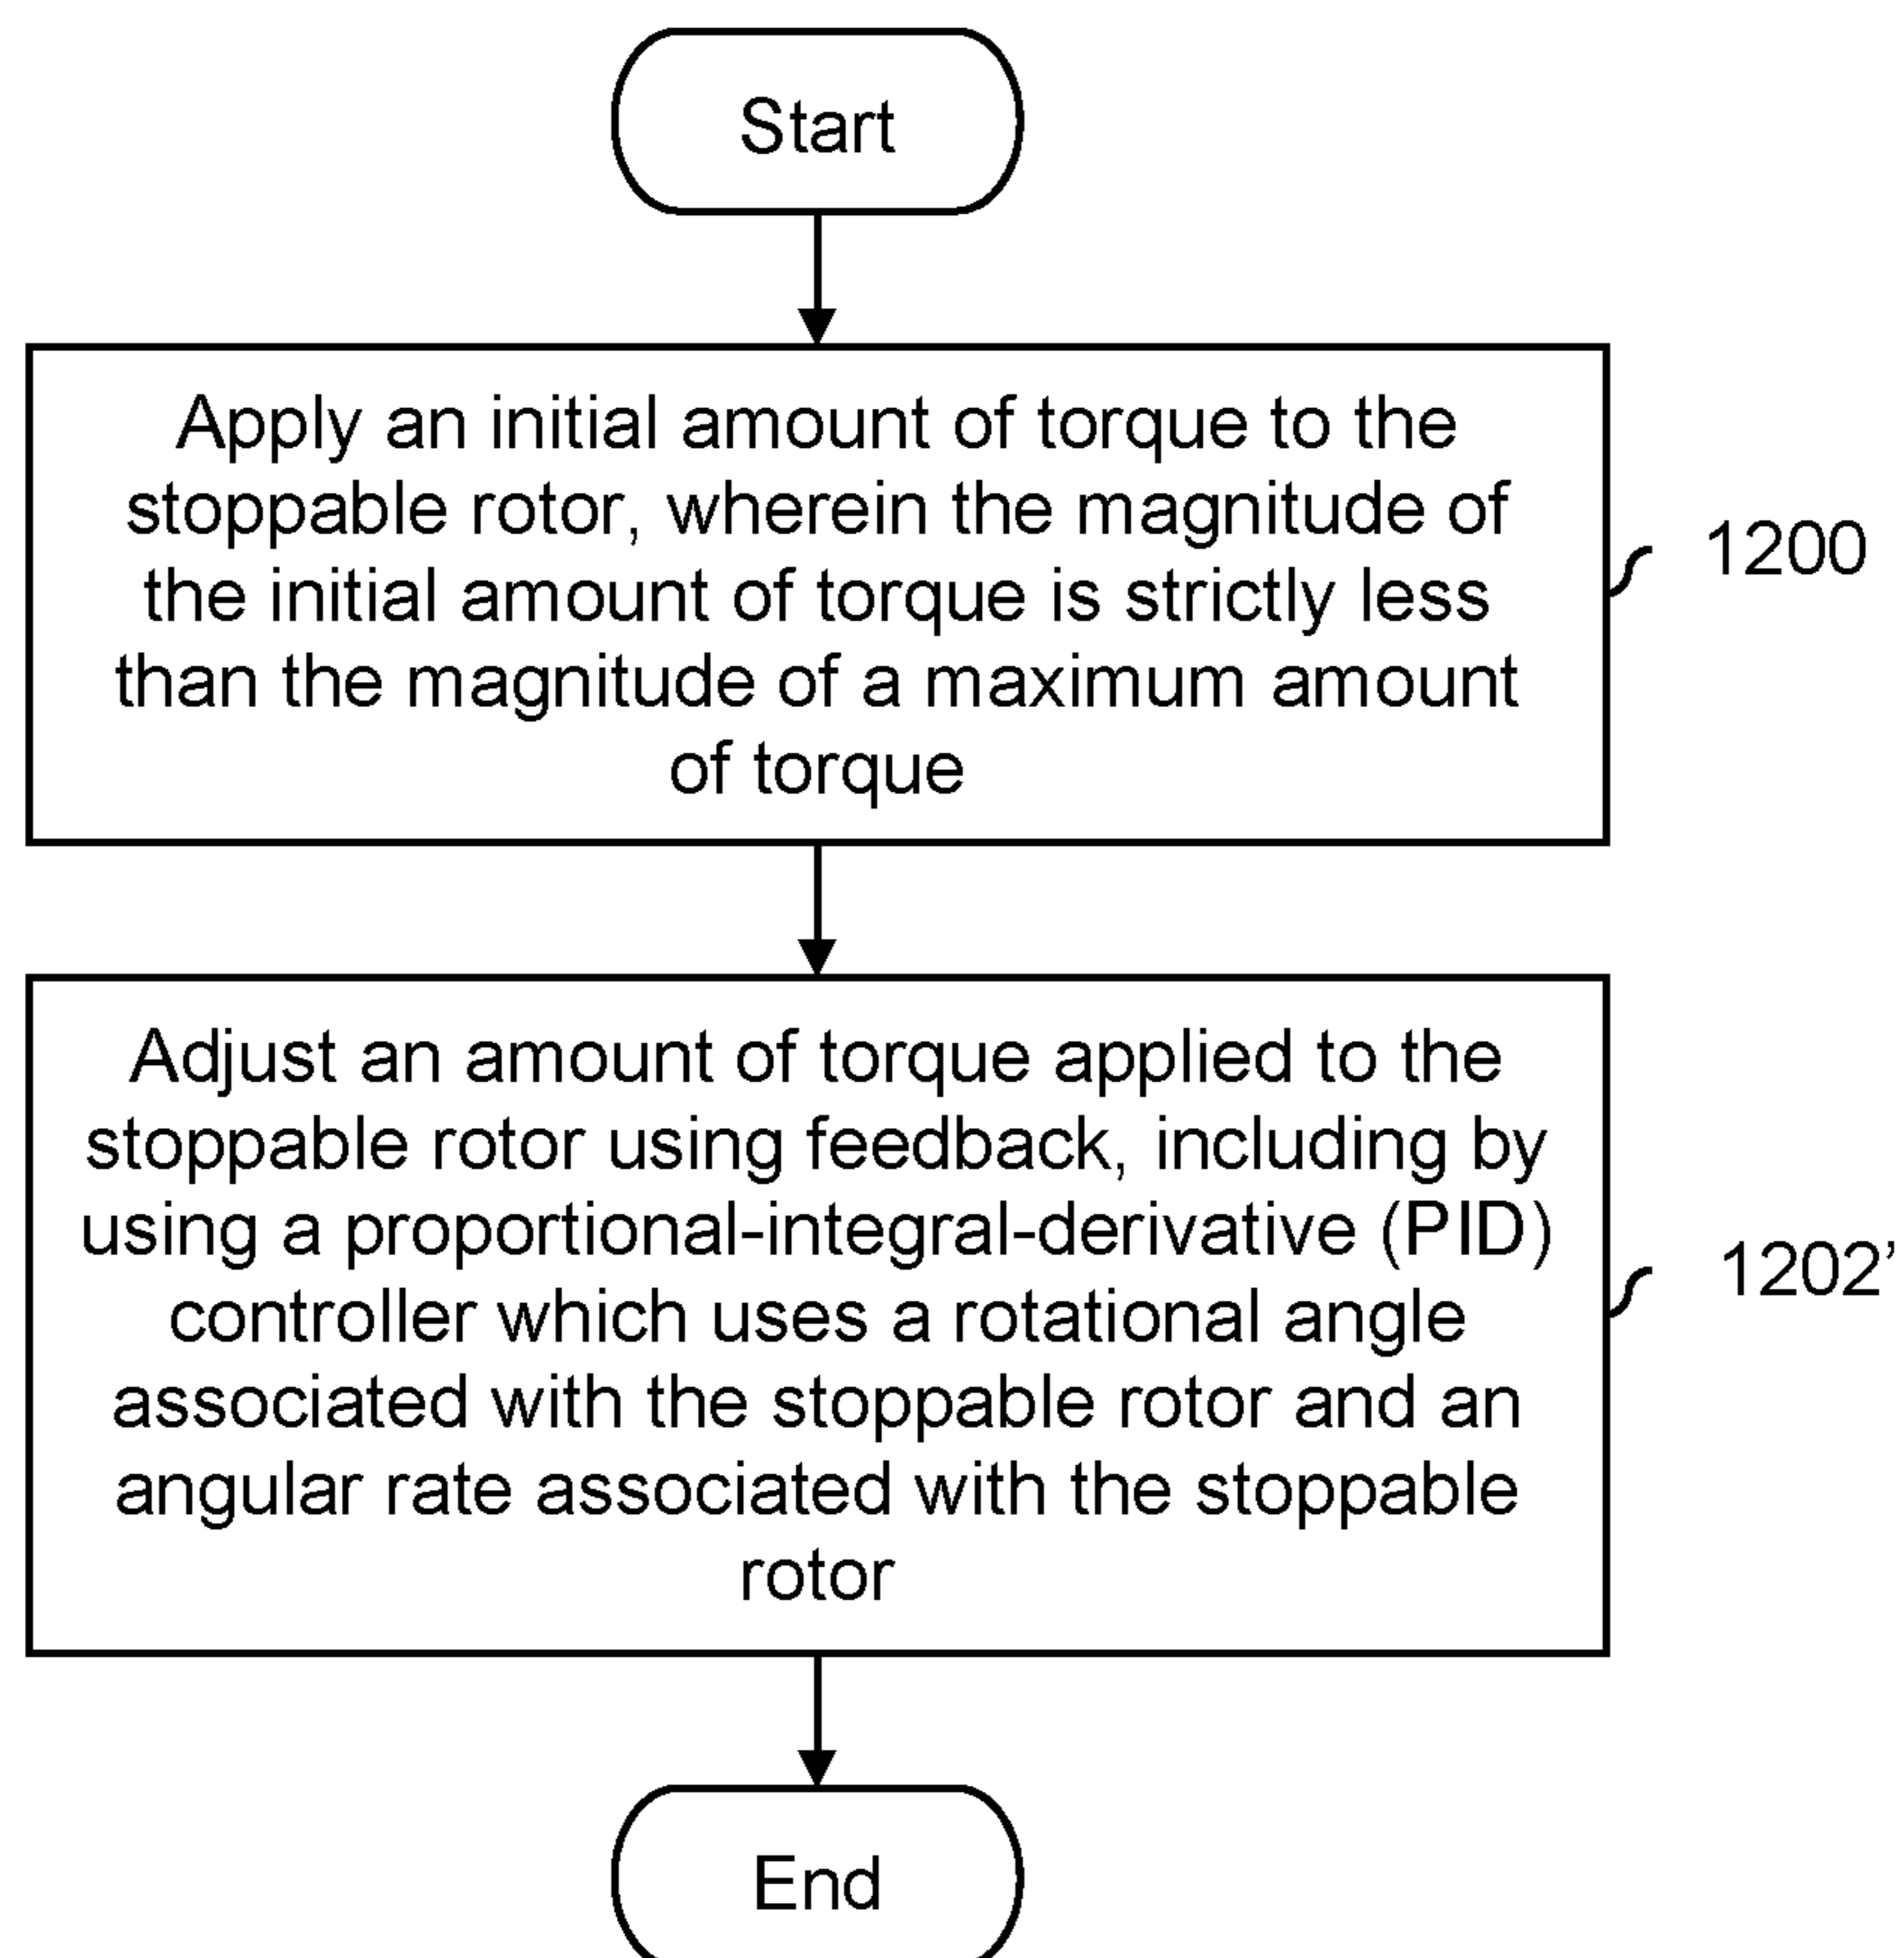 Start
Apply an initial amount of torque to the
stoppable rotor, wherein the magnitude of
the initial amount of torque is strictly less
than the magnitude of a maximum amount
of torque
1200
Adjust an amount of torque applied to the
stoppable rotor using feedback, including by
using a proportional-integral-derivative (PID)
controller which uses a rotational angle
associated with the stoppable rotor and an
angular rate associated with the stoppable
rotor
1202’
End